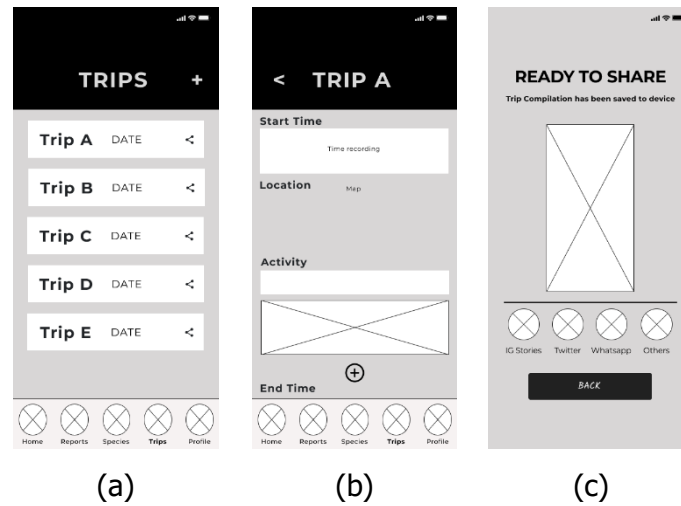 TRIPS +
Trip A DATE
Trip B DATE
Trip C DATE
Trip D DATE
Trip E DATE
Home Reports Species Trips Profile
(a)
< TRIP A
Start Time
Time recording
Location Map
Activity
End Time
Home Reports Species Trips Profile
(b)
READY TO SHARE
Trip Compilation has been saved to device
IG Stories Twitter Whatsapp Others
BACK
(c)